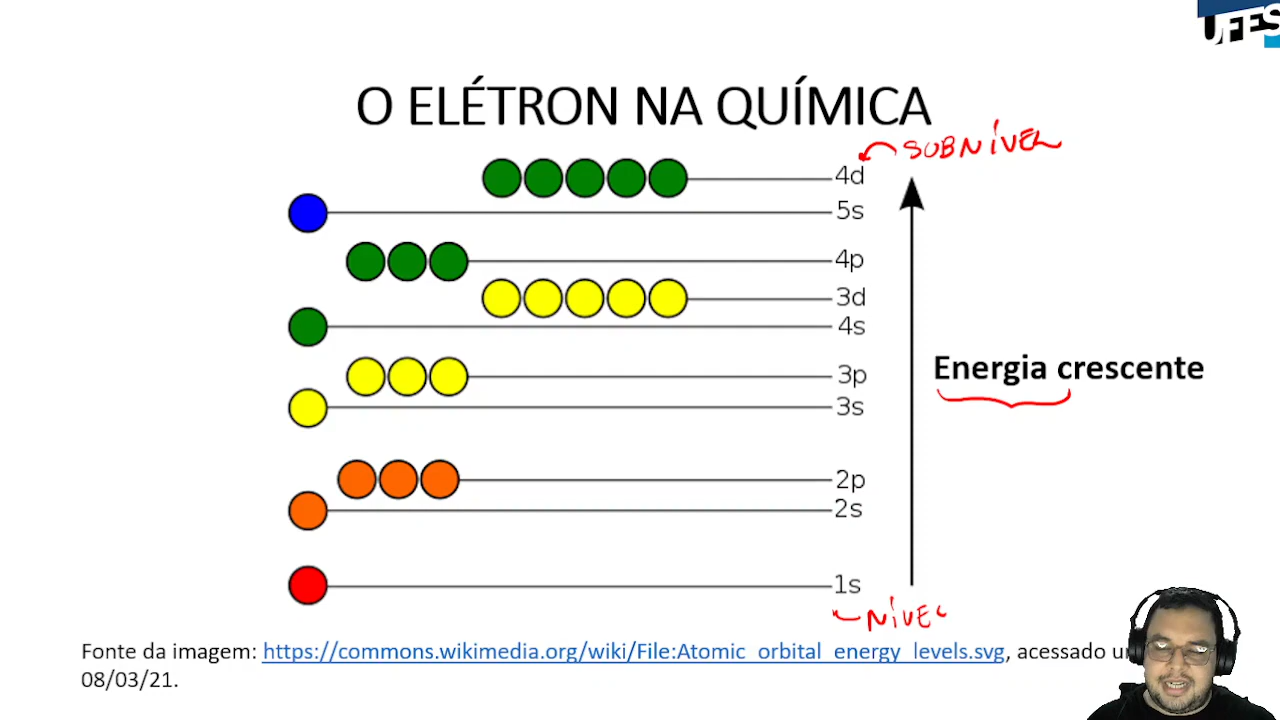 UFES
O ELÉTRON NA QUÍMICA
SUBNÍVEL
4d
5s
4p
3d
4s
3p
Energia crescente
3s
2p
2s
1s
NÍVEL
Fonte da imagem: https://commons.wikimedia.org/wiki/File:Atomic_orbital_energy_levels.svg, acessado
08/03/21.